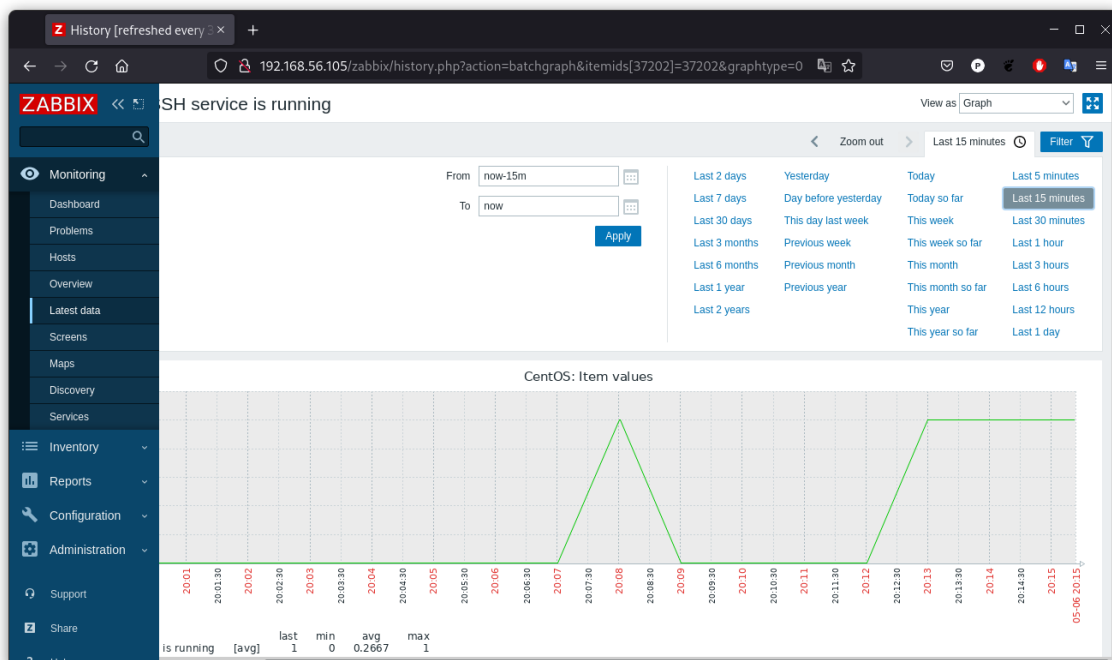 History [refreshed every 3
192.168.56.105/zabbix/history.php?action=batchgraph&itemids[37202]=37202&graphtype=0
ZABBIX
SH service is running
View as Graph
Zoom out
Last 15 minutes
Filter
Monitoring
Dashboard
Problems
Hosts
Overview
Latest data
Screens
Maps
Discovery
Services
Inventory
Reports
Configuration
Administration
Support
Share
From now-15m
To now
Apply
Last 2 days Yesterday Today Last 5 minutes
Last 7 days Day before yesterday Today so far Last 15 minutes
Last 30 days This day last week This week Last 30 minutes
Last 3 months Previous week This week so far Last 1 hour
Last 6 months Previous month This month Last 3 hours
Last 1 year Previous year This month so far Last 6 hours
Last 2 years This year Last 12 hours
This year so far Last 1 day
CentOS: Item values
20:01 20:01:30 20:02 20:02:30 20:03 20:03:30 20:04 20:04:30 20:05 20:05:30 20:06 20:06:30 20:07 20:07:30 20:08 20:08:30 20:09 20:09:30 20:10 20:10:30 20:11 20:11:30 20:12 20:12:30 20:13 20:13:30 20:14 20:14:30 20:15 05-06 20:15
last min avg max
is running [avg] 1 0 0.2667 1